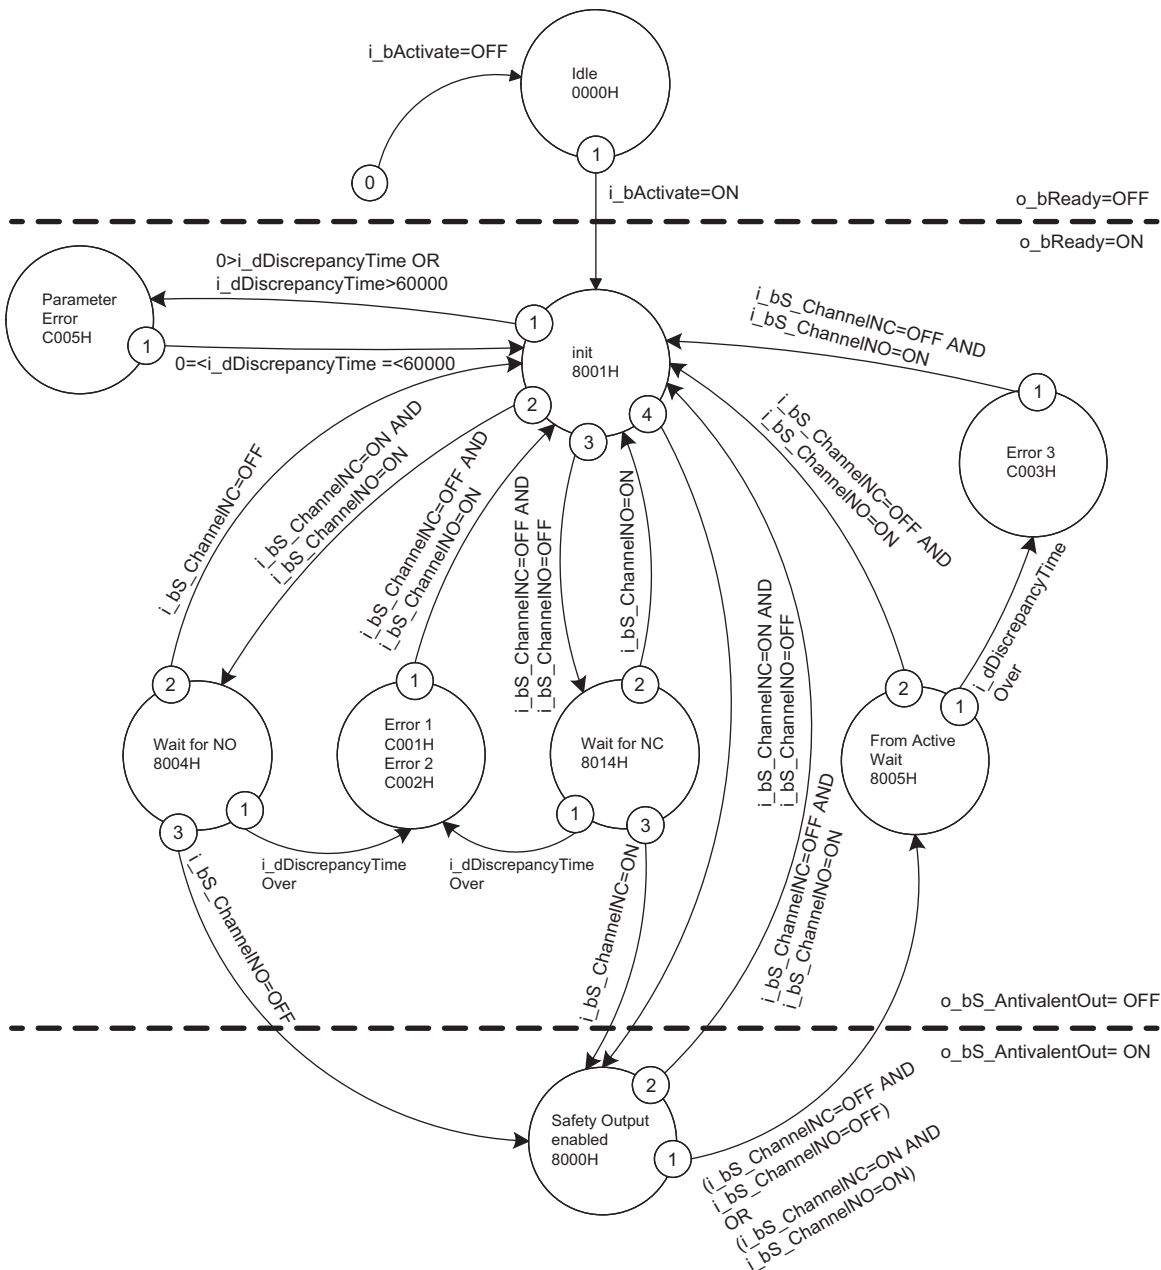 i_bActivate=OFF
Idle
0000H
1
0
i_bActivate=ON
o_bReady=OFF
o_bReady=ON
0>i_dDiscrepancyTime OR
i_dDiscrepancyTime>60000
Parameter
Error
C005H
1
0=<i_dDiscrepancyTime =<60000
1
init
8001H
2
3
4
i_bS_ChannelNC=OFF AND
i_bS_ChannelNO=ON
1
Error 3
C003H
i_bS_ChannelNC=OFF
i_bS_ChannelNC=ON AND
i_bS_ChannelNO=ON
i_bS_ChannelNC=OFF AND
i_bS_ChannelNO=ON
i_bS_ChannelNC=OFF AND
i_bS_ChannelNO=OFF
i_bS_ChannelNO=ON
i_bS_ChannelNC=ON AND
i_bS_ChannelNO=OFF
i_bS_ChannelNC=OFF AND
i_bS_ChannelNO=ON
i_dDiscrepancyTime
Over
2
Wait for NO
8004H
1
3
1
Error 1
C001H
Error 2
C002H
2
Wait for NC
8014H
1
3
2
1
From Active
Wait
8005H
i_dDiscrepancyTime
Over
i_dDiscrepancyTime
Over
i_bS_ChannelNO=OFF
i_bS_ChannelNC=ON
i_bS_ChannelNC=OFF AND
i_bS_ChannelNO=ON
o_bS_AntivalentOut= OFF
o_bS_AntivalentOut= ON
Safety Output
enabled
8000H
2
1
(i_bS_ChannelNC=OFF AND
i_bS_ChannelNO=OFF)
OR
(i_bS_ChannelNC=ON AND
i_bS_ChannelNO=ON)